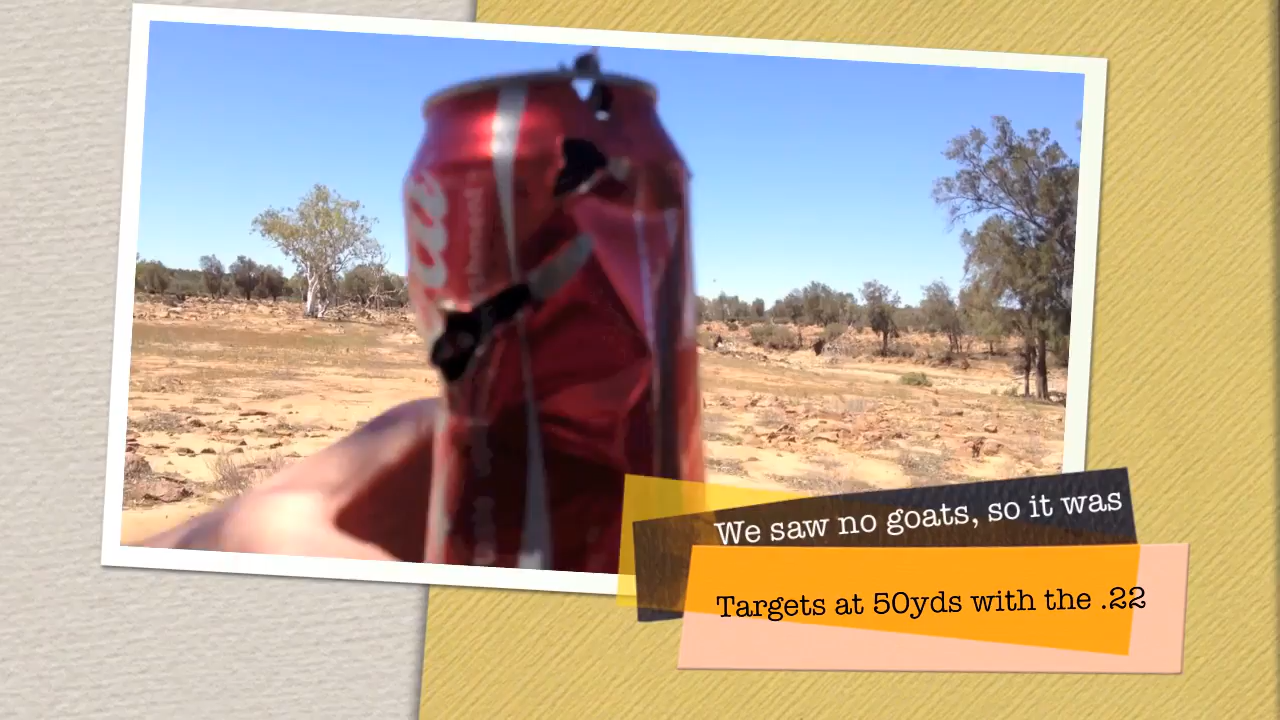 We saw no goats, so it was
Targets at 50yds with the .22